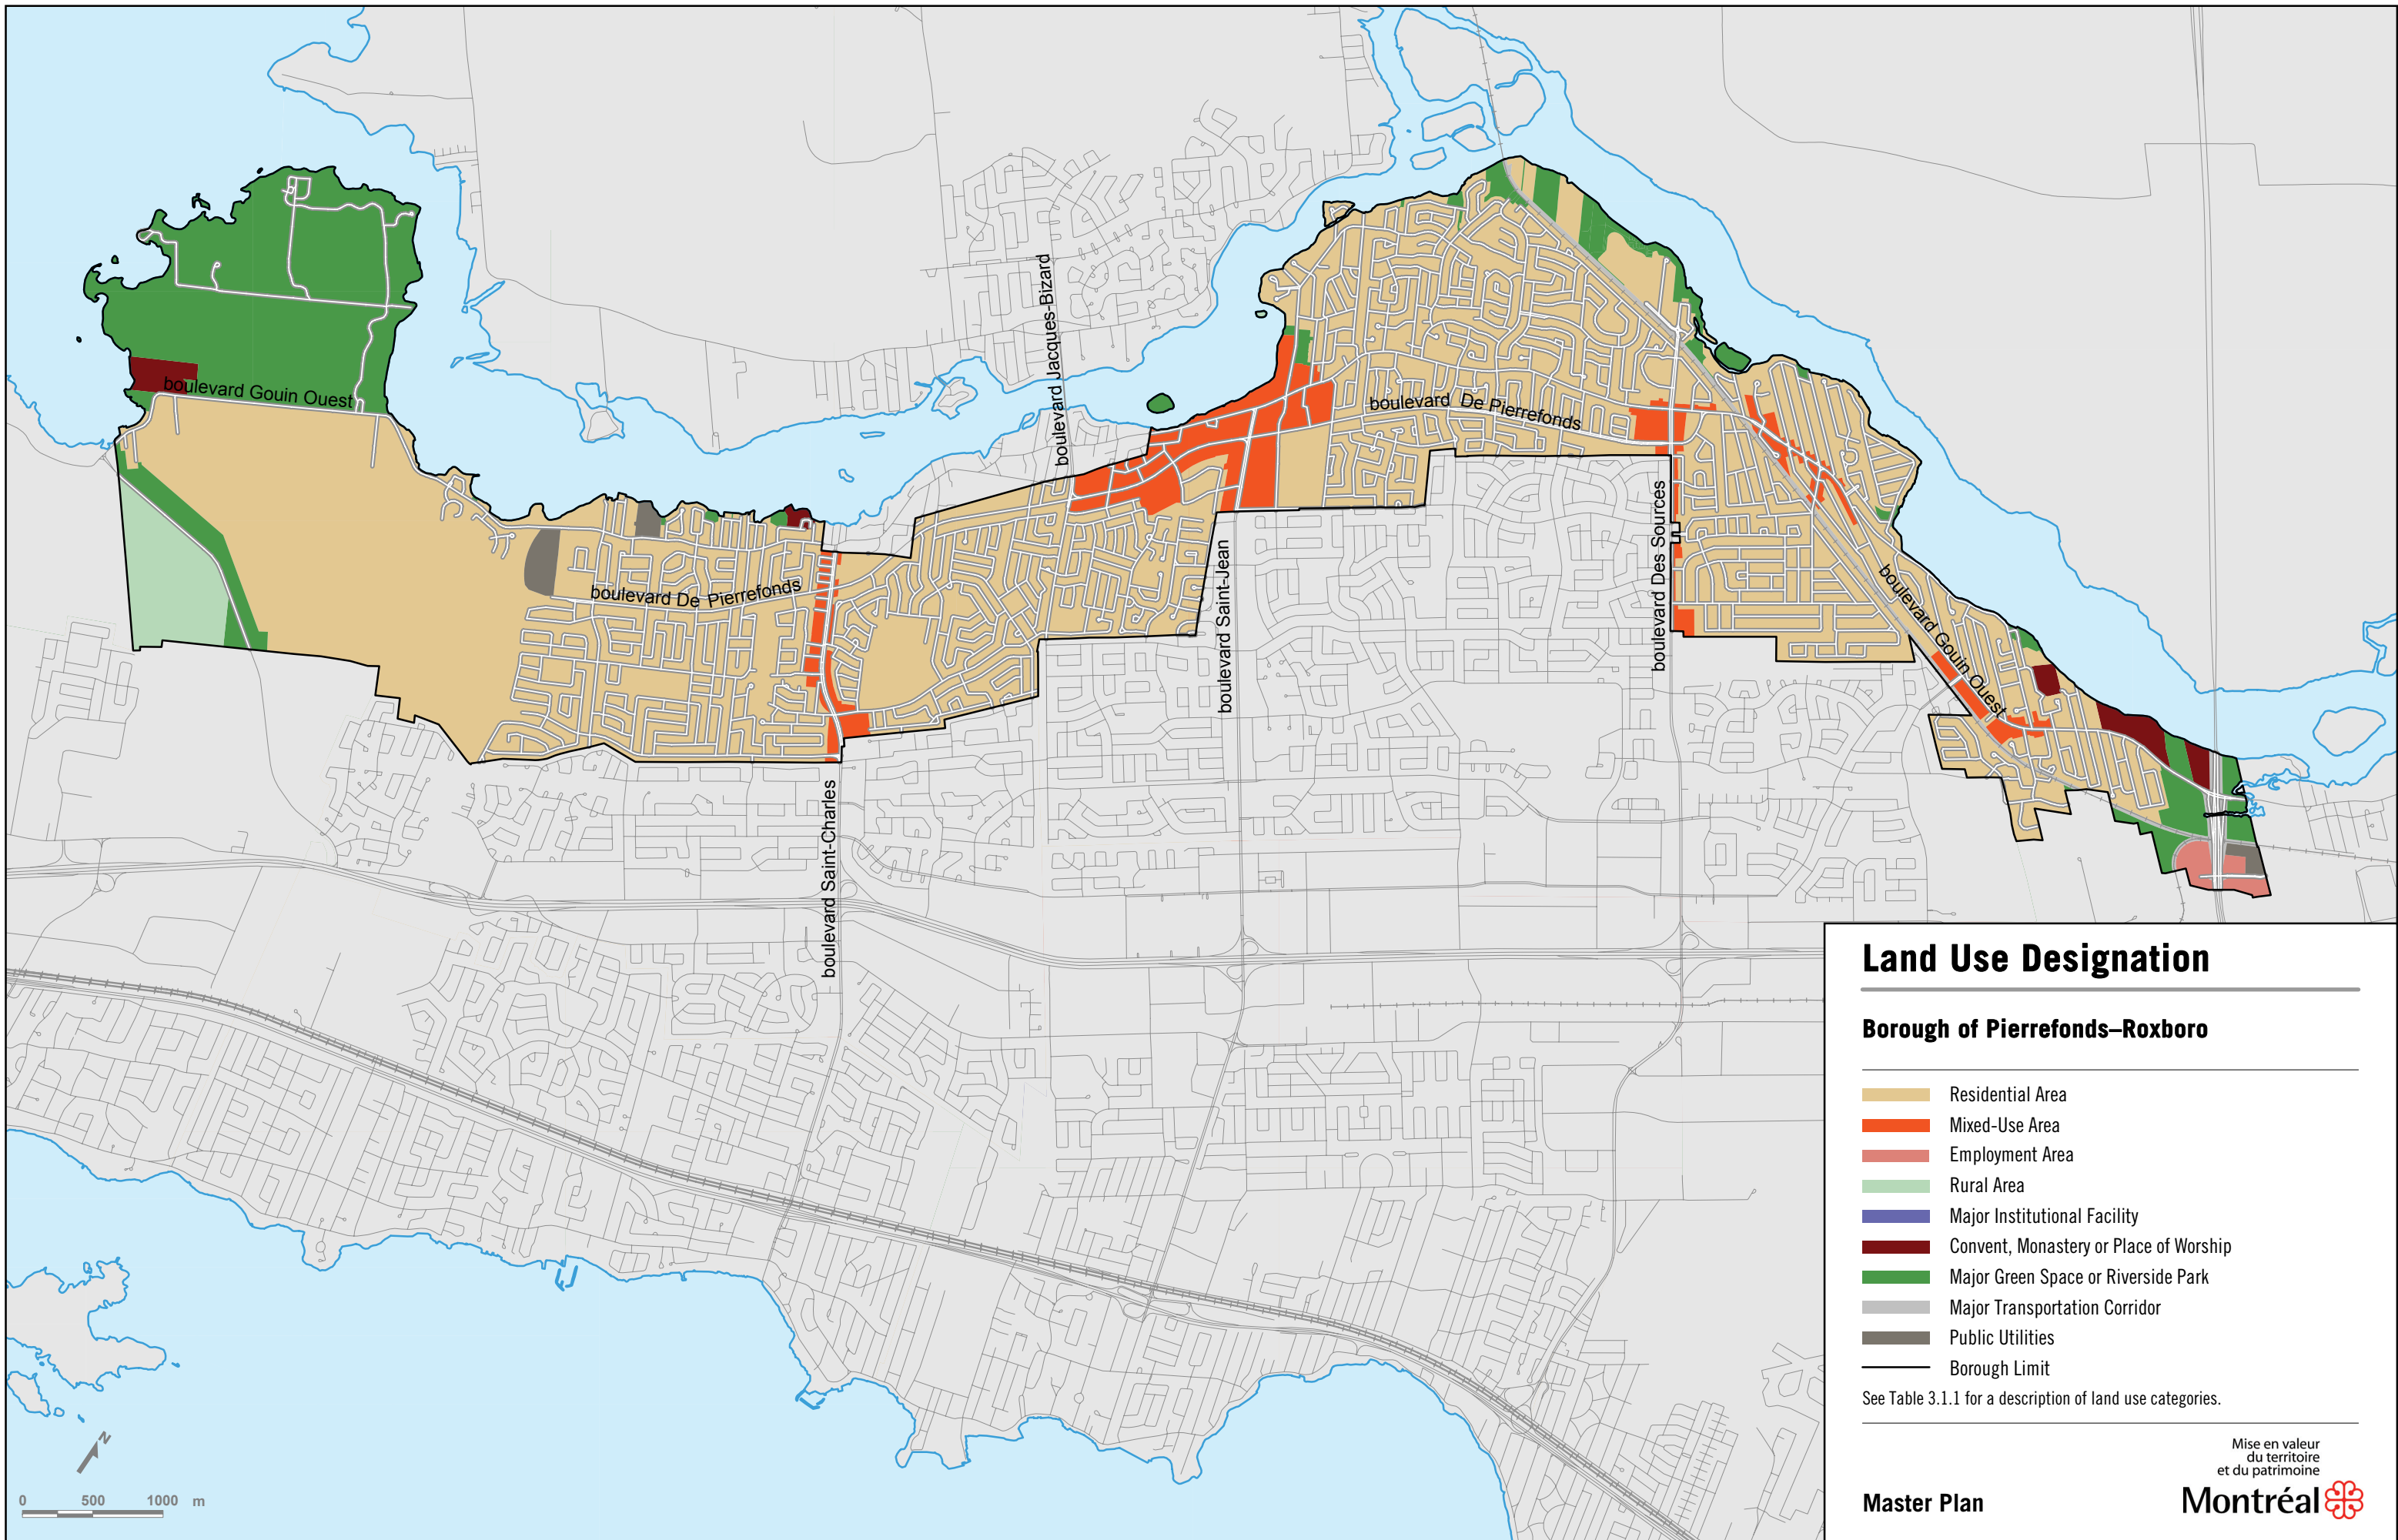 boulevard Gouin Ouest
boulevard Jacques-Bizard
boulevard De Pierrefonds
boulevard De Pierrefonds
boulevard Des Sources
boulevard Saint-Jean
boulevard Gouin Ouest
boulevard Saint-Charles
Land Use Designation
Borough of Pierrefonds–Roxboro
Residential Area
Mixed-Use Area
Employment Area
Rural Area
Major Institutional Facility
Convent, Monastery or Place of Worship
Major Green Space or Riverside Park
Major Transportation Corridor
Public Utilities
Borough Limit
See Table 3.1.1 for a description of land use categories.
Mise en valeur
du territoire
et du patrimoine
Master Plan
Montréal
N
0 500 1000 m